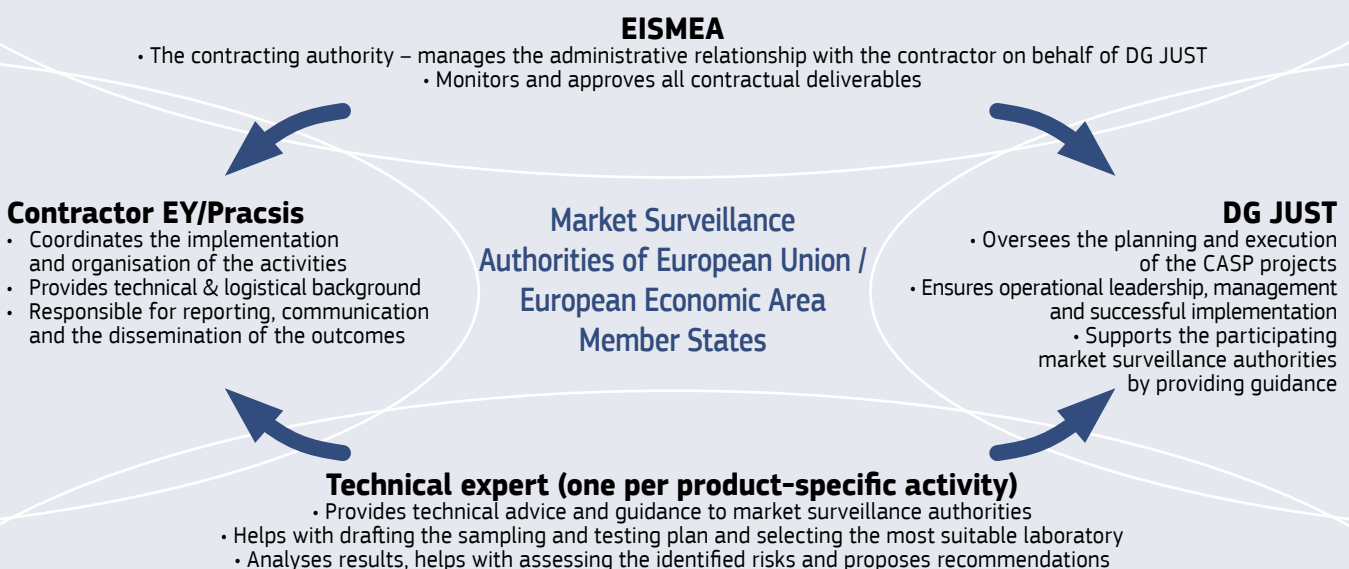 EISMEA
• The contracting authority – manages the administrative relationship with the contractor on behalf of DG JUST
• Monitors and approves all contractual deliverables
Contractor EY/Pracsis
• Coordinates the implementation
and organisation of the activities
• Provides technical & logistical background
• Responsible for reporting, communication
and the dissemination of the outcomes
Market Surveillance
Authorities of European Union /
European Economic Area
Member States
DG JUST
• Oversees the planning and execution
of the CASP projects
• Ensures operational leadership, management
and successful implementation
• Supports the participating
market surveillance authorities
by providing guidance
Technical expert (one per product-specific activity)
• Provides technical advice and guidance to market surveillance authorities
• Helps with drafting the sampling and testing plan and selecting the most suitable laboratory
• Analyses results, helps with assessing the identified risks and proposes recommendations